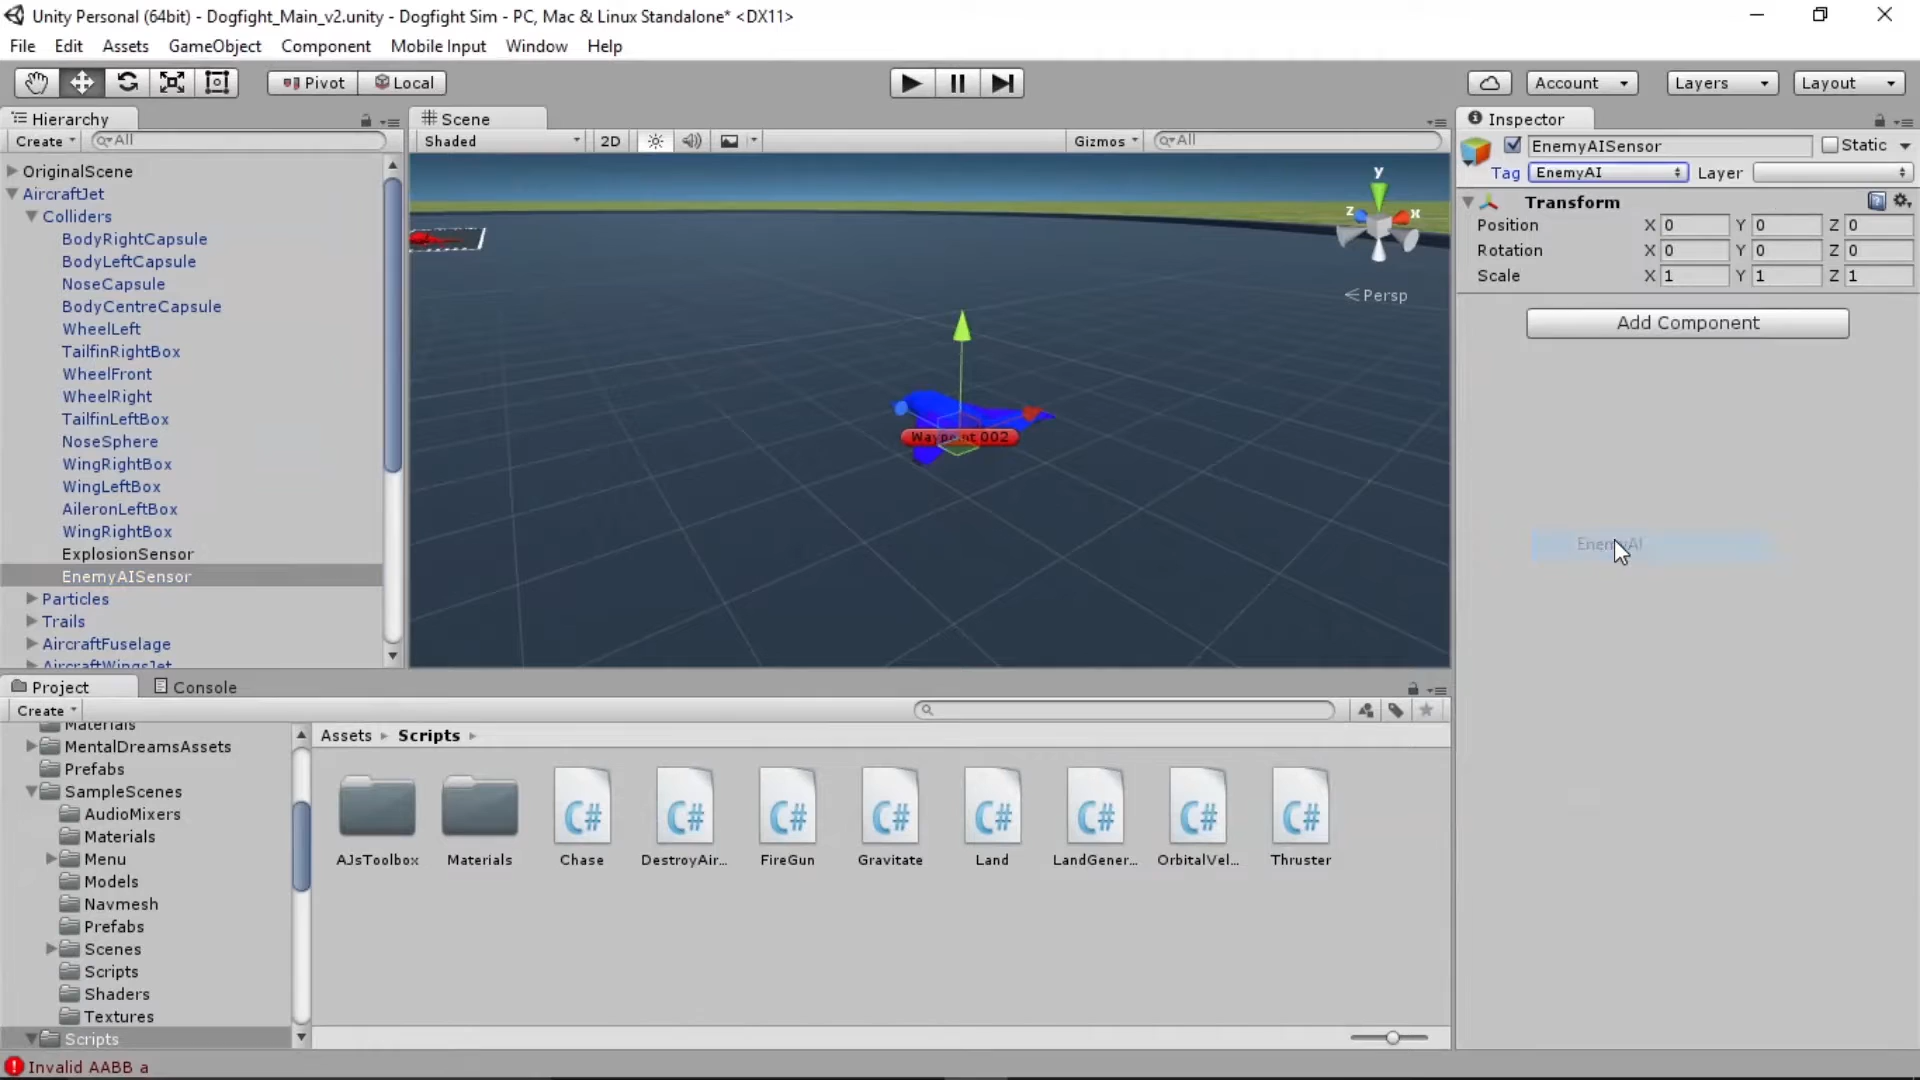 Unity Personal (64bit) - Dogfight_Main_v2.unity - Dogfight Sim - PC, Mac & Linux Standalone* <DX11>
File Edit Assets GameObject Component Mobile Input Window Help
Pivot Local Account Layers Layout
Hierarchy
Create All
OriginalScene
AircraftJet
Colliders
BodyRightCapsule
BodyLeftCapsule
NoseCapsule
BodyCentreCapsule
WheelLeft
TailfinRightBox
WheelFront
WheelRight
TailfinLeftBox
NoseSphere
WingRightBox
WingLeftBox
AileronLeftBox
WingRightBox
ExplosionSensor
EnemyAISensor
Particles
Trails
AircraftFuselage
AircraftWingsJet
Scene
Shaded 2D Gizmos All
y
z x
Persp
Waypoint 002
Inspector
EnemyAISensor Static
Tag EnemyAI Layer
Transform
Position X 0 Y 0 Z 0
Rotation X 0 Y 0 Z 0
Scale X 1 Y 1 Z 1
Add Component
EnemyAI
Project Console
Create
Materials
MentalDreamsAssets
Prefabs
SampleScenes
AudioMixers
Materials
Menu
Models
Navmesh
Prefabs
Scenes
Scripts
Shaders
Textures
Scripts
Assets Scripts
C# C# C# C# C# C# C# C#
AJsToolbox Materials Chase DestroyAir... FireGun Gravitate Land LandGener... OrbitalVel... Thruster
Invalid AABB a